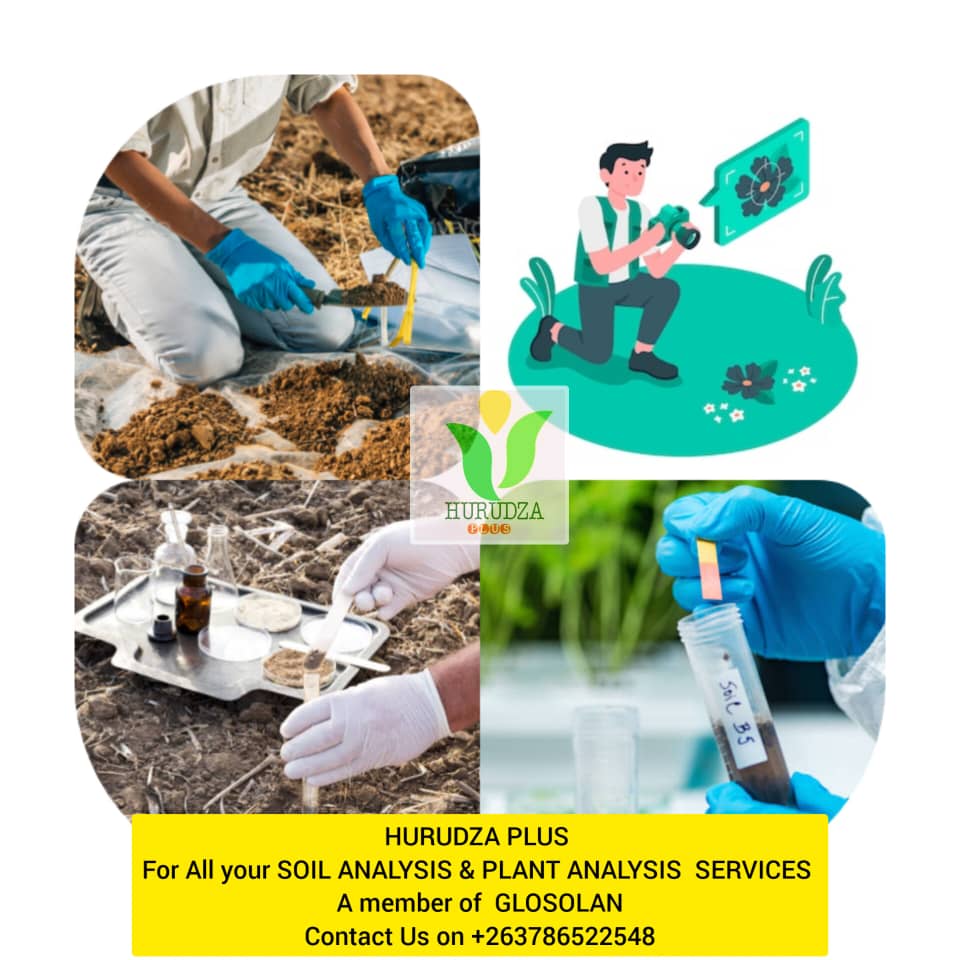 HURUDZA
PLUS
Soil B5
HURUDZA PLUS
For All your SOIL ANALYSIS & PLANT ANALYSIS SERVICES
A member of GLOSOLAN
Contact Us on +263786522548